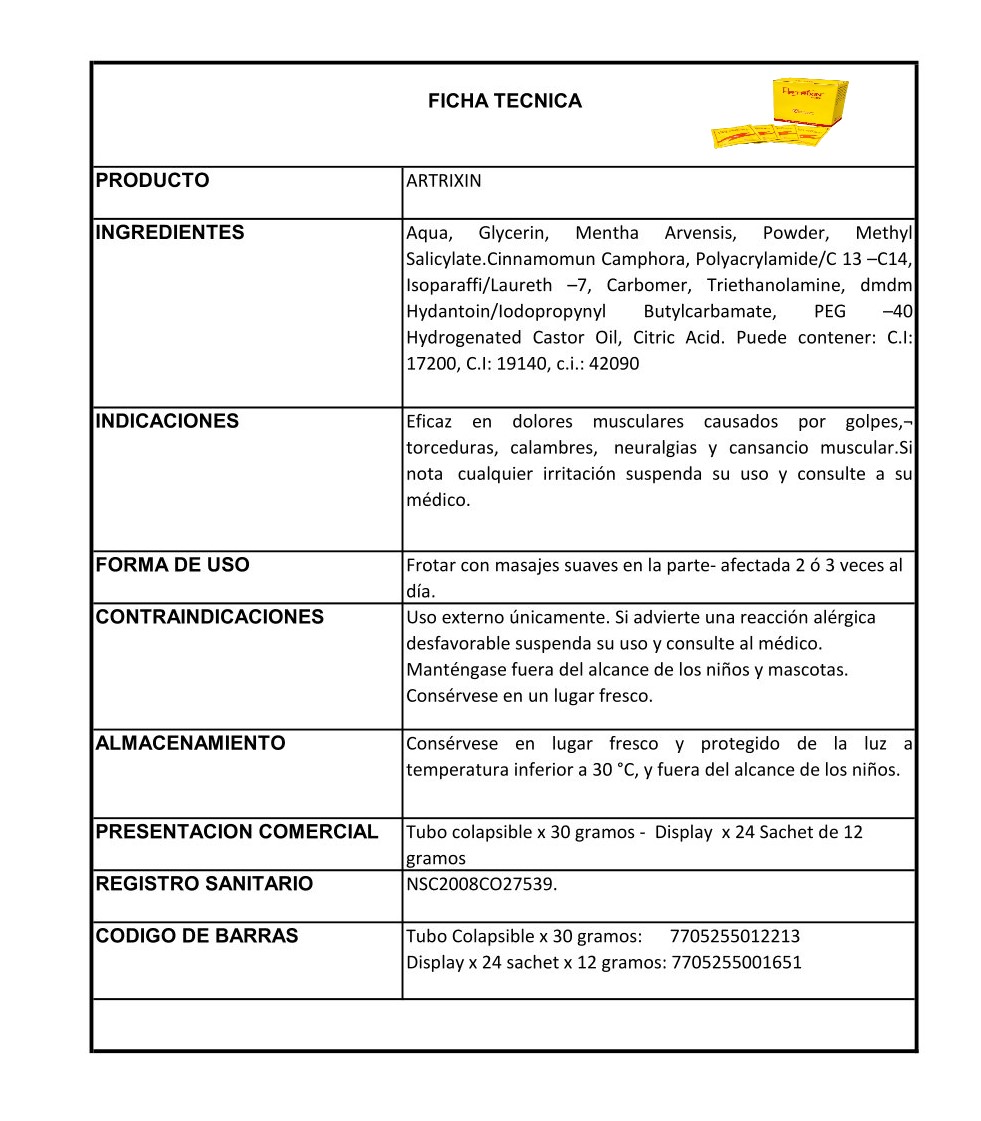 FICHA TECNICA
PRODUCTO
ARTRIXIN
INGREDIENTES
Aqua, Glycerin, Mentha Arvensis, Powder, Methyl
Salicylate.Cinnamomun Camphora, Polyacrylamide/C 13 –C14,
Isoparaffi/Laureth –7, Carbomer, Triethanolamine, dmdm
Hydantoin/Iodopropynyl Butylcarbamate, PEG –40
Hydrogenated Castor Oil, Citric Acid. Puede contener: C.I:
17200, C.I: 19140, c.i.: 42090
INDICACIONES
Eficaz en dolores musculares causados por golpes,¬
torceduras, calambres, neuralgias y cansancio muscular.Si
nota cualquier irritación suspenda su uso y consulte a su
médico.
FORMA DE USO
Frotar con masajes suaves en la parte- afectada 2 ó 3 veces al
día.
CONTRAINDICACIONES
Uso externo únicamente. Si advierte una reacción alérgica
desfavorable suspenda su uso y consulte al médico.
Manténgase fuera del alcance de los niños y mascotas.
Consérvese en un lugar fresco.
ALMACENAMIENTO
Consérvese en lugar fresco y protegido de la luz a
temperatura inferior a 30 °C, y fuera del alcance de los niños.
PRESENTACION COMERCIAL
Tubo colapsible x 30 gramos - Display x 24 Sachet de 12
gramos
REGISTRO SANITARIO
NSC2008CO27539.
CODIGO DE BARRAS
Tubo Colapsible x 30 gramos: 7705255012213
Display x 24 sachet x 12 gramos: 7705255001651